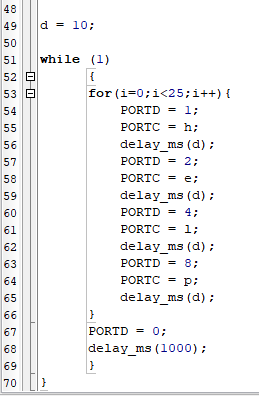 48
49 d = 10;
50
51 while (1)
52 {
53 for(i=0;i<25;i++){
54 PORTD = 1;
55 PORTC = h;
56 delay_ms(d);
57 PORTD = 2;
58 PORTC = e;
59 delay_ms(d);
60 PORTD = 4;
61 PORTC = l;
62 delay_ms(d);
63 PORTD = 8;
64 PORTC = p;
65 delay_ms(d);
66 }
67 PORTD = 0;
68 delay_ms(1000);
69 }
70 }